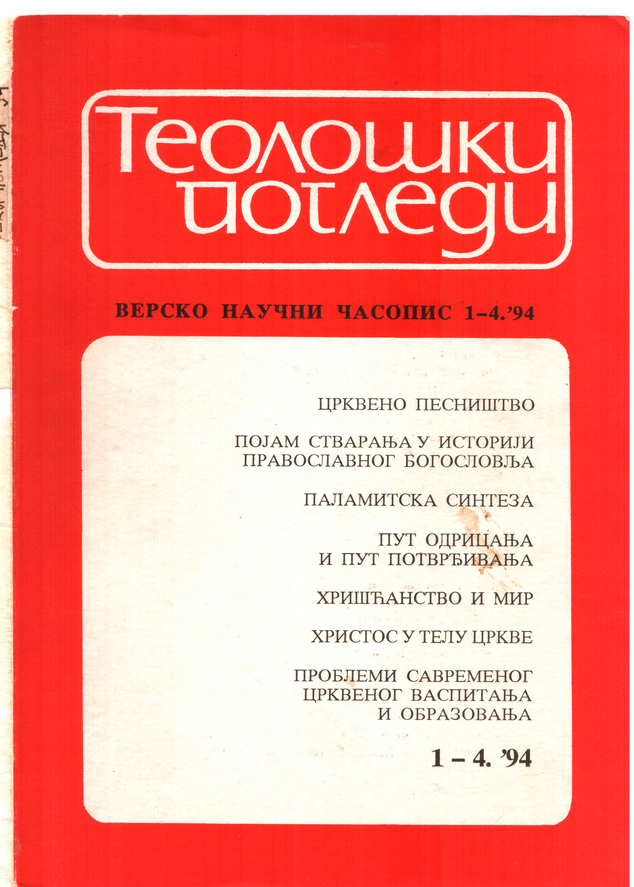 Теолошки
погледи
ВЕРСКО НАУЧНИ ЧАСОПИС 1–4.’94
ЦРКВЕНО ПЕСНИШТВО
ПОЈАМ СТВАРАЊА У ИСТОРИЈИ
ПРАВОСЛАВНОГ БОГОСЛОВЉА
ПАЛАМИТСКА СИНТЕЗА
ПУТ ОДРИЦАЊА
И ПУТ ПОТВРЂИВАЊА
ХРИШЋАНСТВО И МИР
ХРИСТОС У ТЕЛУ ЦРКВЕ
ПРОБЛЕМИ САВРЕМЕНОГ
ЦРКВЕНОГ ВАСПИТАЊА
И ОБРАЗОВАЊА
1 – 4. ’94